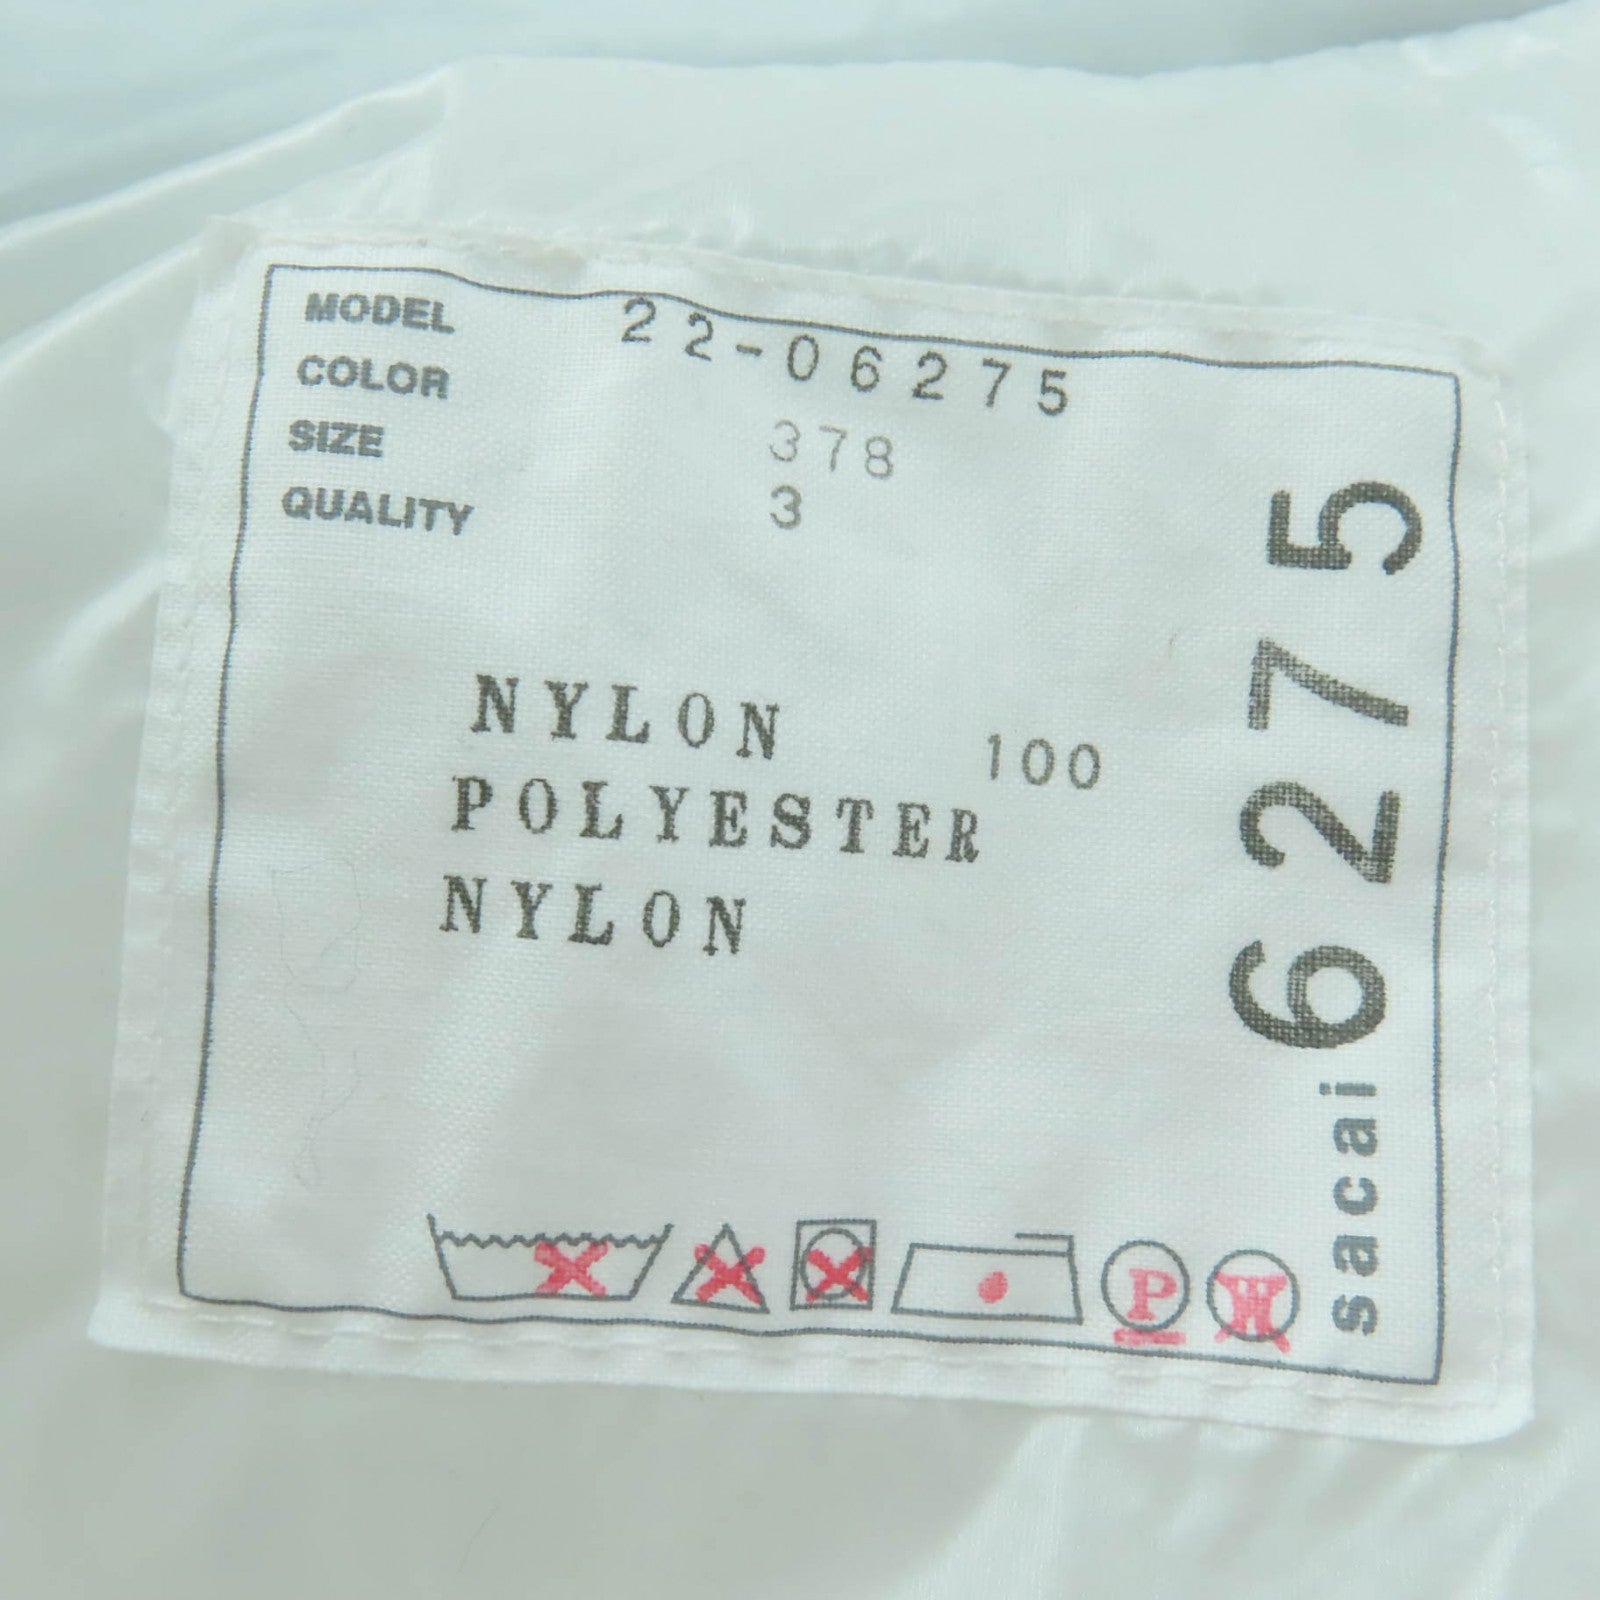 MODEL 22-06275
COLOR 378
SIZE 3
QUALITY
NYLON 100
POLYESTER
NYLON
P
W
sacai 6275